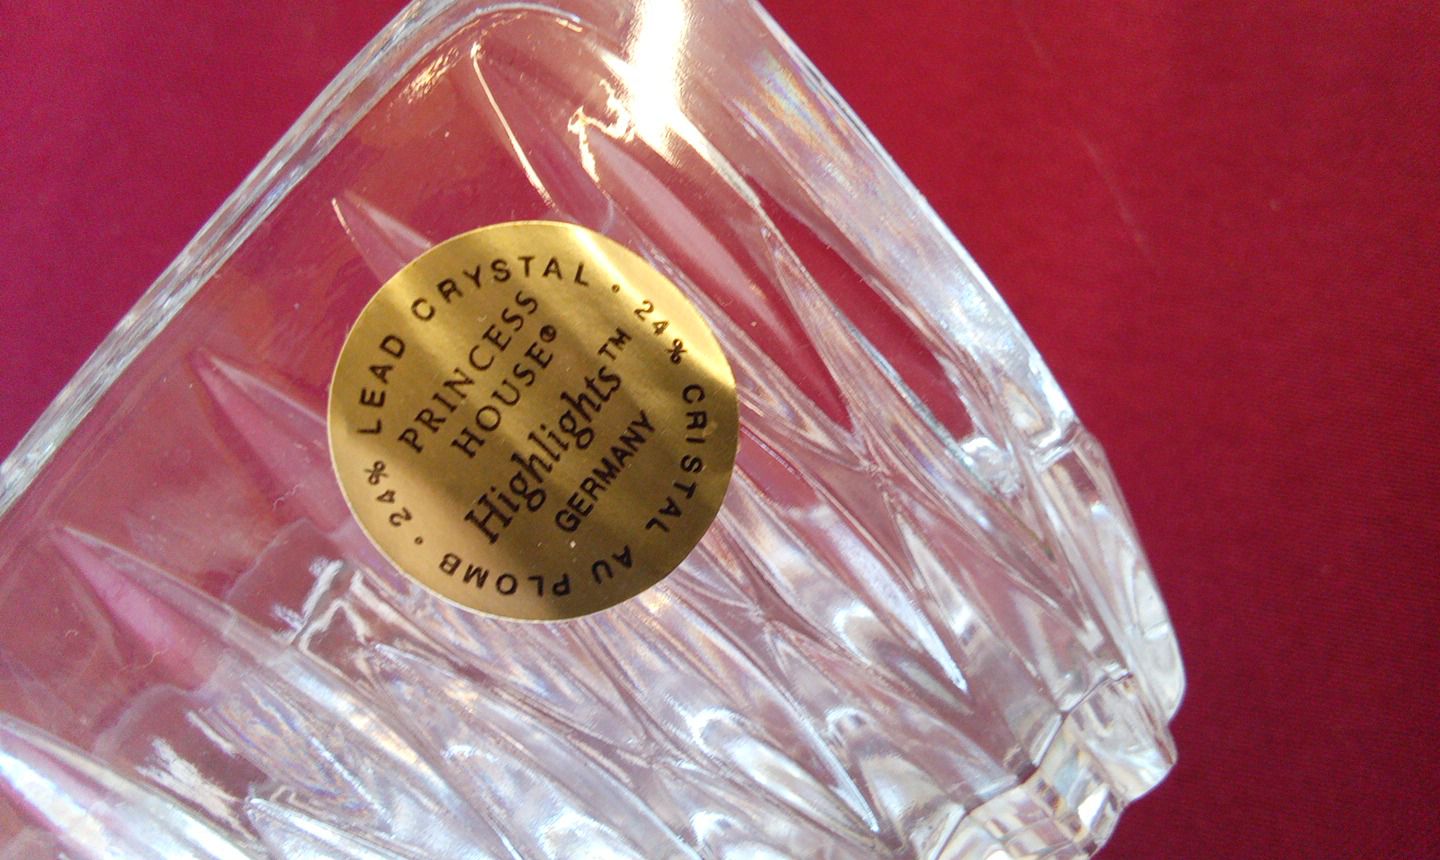 24% LEAD CRYSTAL • 24% CRISTAL AU PLOMB •
PRINCESS
HOUSE®
Highlights™
GERMANY